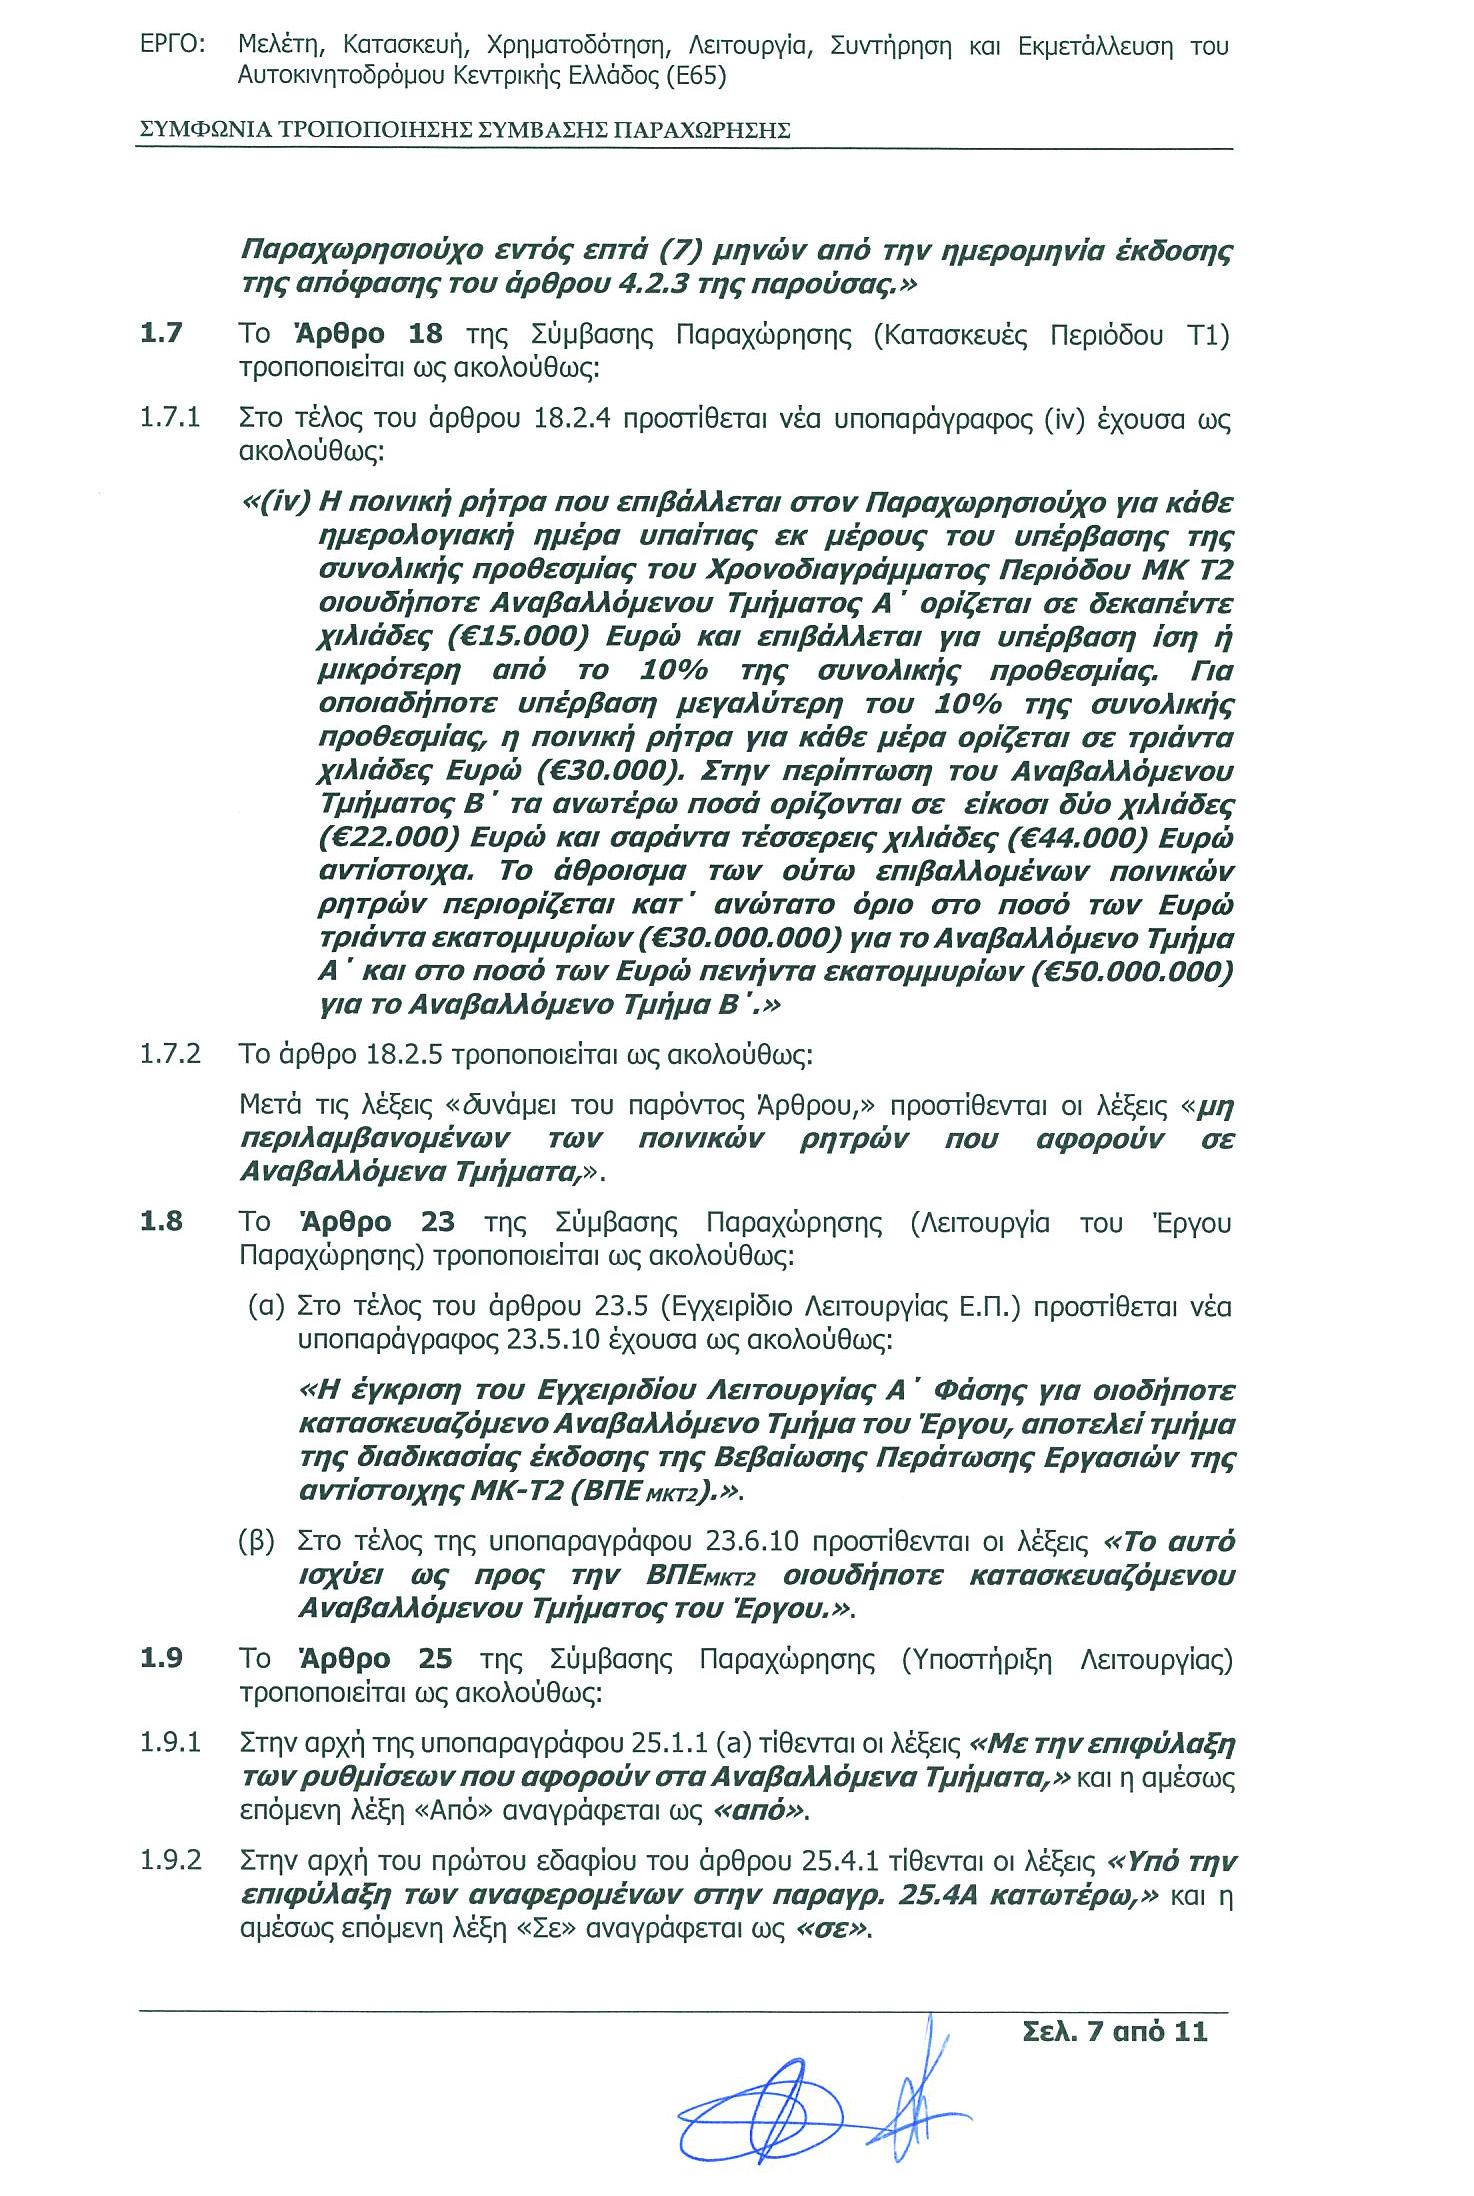 ΕΡΓΟ: Μελέτη, Κατασκευή, Χρηματοδότηση, Λειτουργία, Συντήρηση και Εκμετάλλευση του
Αυτοκινητοδρόμου Κεντρικής Ελλάδος (Ε65)
ΣΥΜΦΩΝΙΑ ΤΡΟΠΟΠΟΙΗΣΗΣ ΣΥΜΒΑΣΗΣ ΠΑΡΑΧΩΡΗΣΗΣ
Παραχωρησιούχο εντός επτά (7) μηνών από την ημερομηνία έκδοσης
της απόφασης του άρθρου 4.2.3 της παρούσας.»
1.7 Το Άρθρο 18 της Σύμβασης Παραχώρησης (Κατασκευές Περιόδου Τ1)
τροποποιείται ως ακολούθως:
1.7.1 Στο τέλος του άρθρου 18.2.4 προστίθεται νέα υποπαράγραφος (iv) έχουσα ως
ακολούθως:
«(iv) Η ποινική ρήτρα που επιβάλλεται στον Παραχωρησιούχο για κάθε
ημερολογιακή ημέρα υπαίτιας εκ μέρους του υπέρβασης της
συνολικής προθεσμίας του Χρονοδιαγράμματος Περιόδου ΜΚ Τ2
οιουδήποτε Αναβαλλόμενου Τμήματος Α΄ ορίζεται σε δεκαπέντε
χιλιάδες (€15.000) Ευρώ και επιβάλλεται για υπέρβαση ίση ή
μικρότερη από το 10% της συνολικής προθεσμίας. Για
οποιαδήποτε υπέρβαση μεγαλύτερη του 10% της συνολικής
προθεσμίας, η ποινική ρήτρα για κάθε μέρα ορίζεται σε τριάντα
χιλιάδες Ευρώ (€30.000). Στην περίπτωση του Αναβαλλόμενου
Τμήματος Β΄ τα ανωτέρω ποσά ορίζονται σε είκοσι δύο χιλιάδες
(€22.000) Ευρώ και σαράντα τέσσερεις χιλιάδες (€44.000) Ευρώ
αντίστοιχα. Το άθροισμα των ούτω επιβαλλομένων ποινικών
ρητρών περιορίζεται κατ΄ ανώτατο όριο στο ποσό των Ευρώ
τριάντα εκατομμυρίων (€30.000.000) για το Αναβαλλόμενο Τμήμα
Α΄ και στο ποσό των Ευρώ πενήντα εκατομμυρίων (€50.000.000)
για το Αναβαλλόμενο Τμήμα Β΄.»
1.7.2 Το άρθρο 18.2.5 τροποποιείται ως ακολούθως:
Μετά τις λέξεις «δυνάμει του παρόντος Άρθρου,» προστίθενται οι λέξεις «μη
περιλαμβανομένων των ποινικών ρητρών που αφορούν σε
Αναβαλλόμενα Τμήματα,».
1.8 Το Άρθρο 23 της Σύμβασης Παραχώρησης (Λειτουργία του Έργου
Παραχώρησης) τροποποιείται ως ακολούθως:
(α) Στο τέλος του άρθρου 23.5 (Εγχειρίδιο Λειτουργίας Ε.Π.) προστίθεται νέα
υποπαράγραφος 23.5.10 έχουσα ως ακολούθως:
«Η έγκριση του Εγχειριδίου Λειτουργίας Α΄ Φάσης για οιοδήποτε
κατασκευαζόμενο Αναβαλλόμενο Τμήμα του Έργου, αποτελεί τμήμα
της διαδικασίας έκδοσης της Βεβαίωσης Περάτωσης Εργασιών της
αντίστοιχης ΜΚ-Τ2 (ΒΠΕ ΜΚΤ2).».
(β) Στο τέλος της υποπαραγράφου 23.6.10 προστίθενται οι λέξεις «Το αυτό
ισχύει ως προς την ΒΠΕΜΚΤ2 οιουδήποτε κατασκευαζόμενου
Αναβαλλόμενου Τμήματος του Έργου.».
1.9 Το Άρθρο 25 της Σύμβασης Παραχώρησης (Υποστήριξη Λειτουργίας)
τροποποιείται ως ακολούθως:
1.9.1 Στην αρχή της υποπαραγράφου 25.1.1 (a) τίθενται οι λέξεις «Με την επιφύλαξη
των ρυθμίσεων που αφορούν στα Αναβαλλόμενα Τμήματα,» και η αμέσως
επόμενη λέξη «Από» αναγράφεται ως «από».
1.9.2 Στην αρχή του πρώτου εδαφίου του άρθρου 25.4.1 τίθενται οι λέξεις «Υπό την
επιφύλαξη των αναφερομένων στην παραγρ. 25.4Α κατωτέρω,» και η
αμέσως επόμενη λέξη «Σε» αναγράφεται ως «σε».
Σελ. 7 από 11